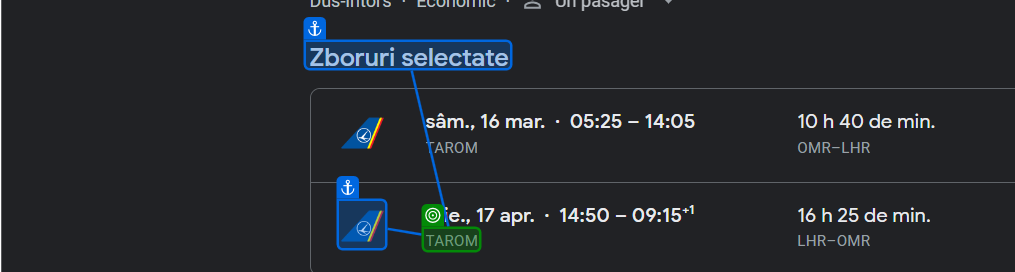 Dus-întors · Economic · Un pasager
Zboruri selectate
sâm., 16 mar. · 05:25 – 14:05
10 h 40 de min.
TAROM
OMR–LHR
ie., 17 apr. · 14:50 – 09:15+1
16 h 25 de min.
TAROM
LHR–OMR